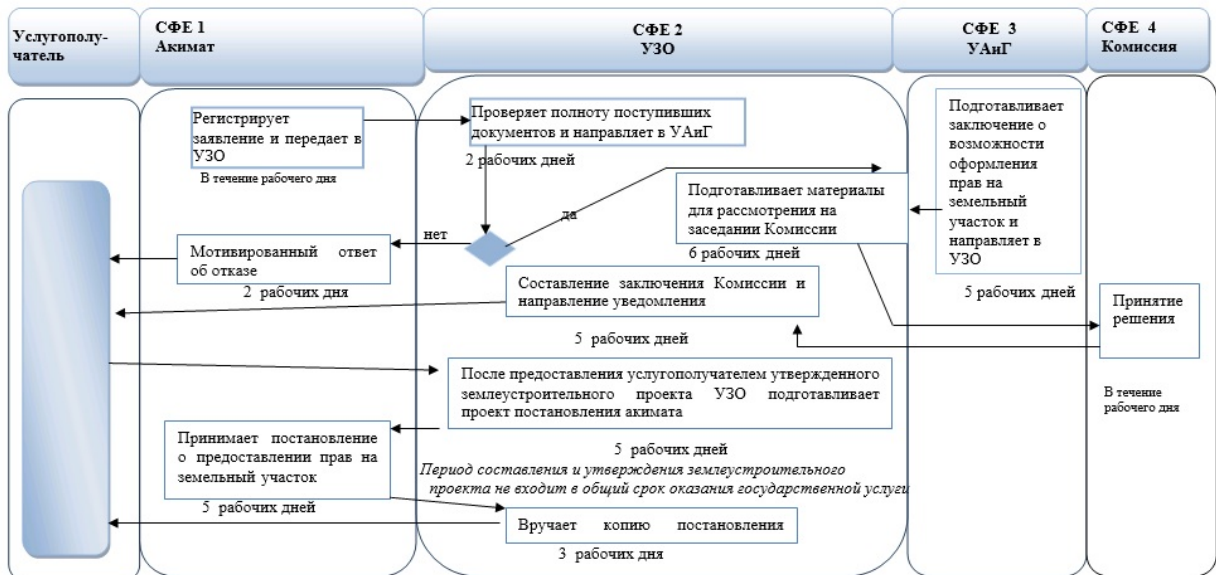 Услугополу-
чатель
СФЕ 1
Акимат
СФЕ 2
УЗО
СФЕ 3
УАиГ
СФЕ 4
Комиссия
Регистрирует
заявление и передает в
УЗО
В течение рабочего дня
Проверяет полноту поступивших
документов и направляет в УАиГ
2 рабочих дней
да
нет
Подготавливает материалы
для рассмотрения на
заседании Комиссии
6 рабочих дней
Подготавливает
заключение о
возможности
оформления
прав на
земельный
участок и
направляет в
УЗО
5 рабочих дней
Мотивированный ответ
об отказе
2 рабочих дня
Составление заключения Комиссии и
направление уведомления
5 рабочих дней
Принятие
решения
В течение
рабочего дня
После предоставления услугополучателем утвержденного
землеустроительного проекта УЗО подготавливает
проект постановления акимата
5 рабочих дней
Период составления и утверждения землеустроительного
проекта не входит в общий срок оказания государственной услуги
Принимает постановление
о предоставлении прав на
земельный участок
5 рабочих дней
Вручает копию постановления
3 рабочих дня